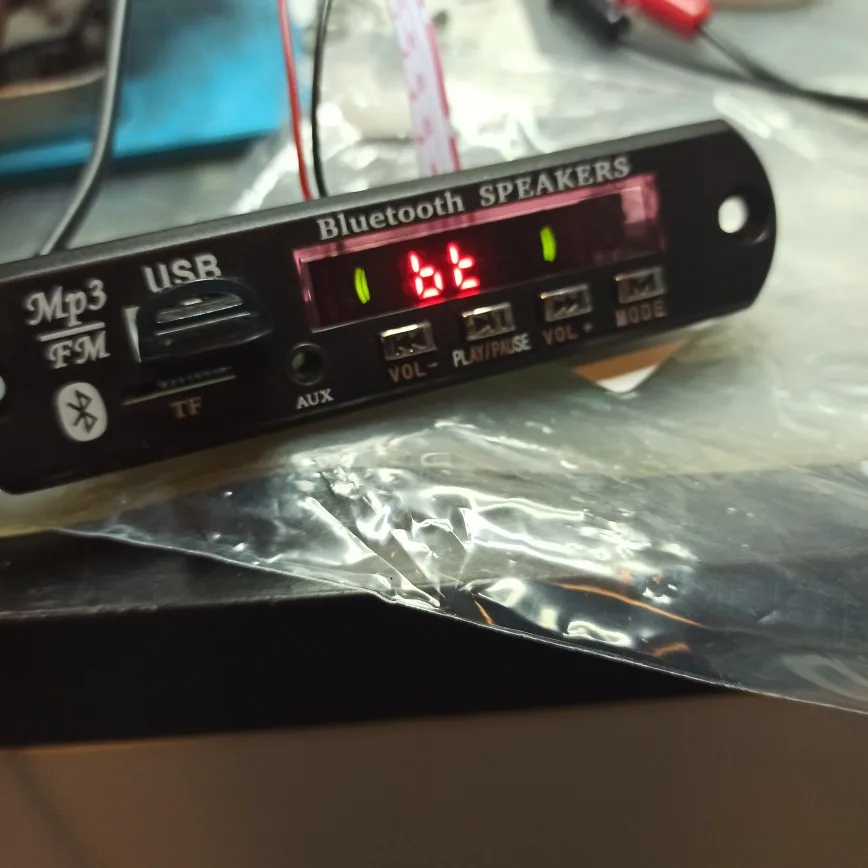 Bluetooth SPEAKERS
Mp3
FM
USB
bt
VOL-
PLAY/PAUSE
VOL+
MODE
TF
AUX